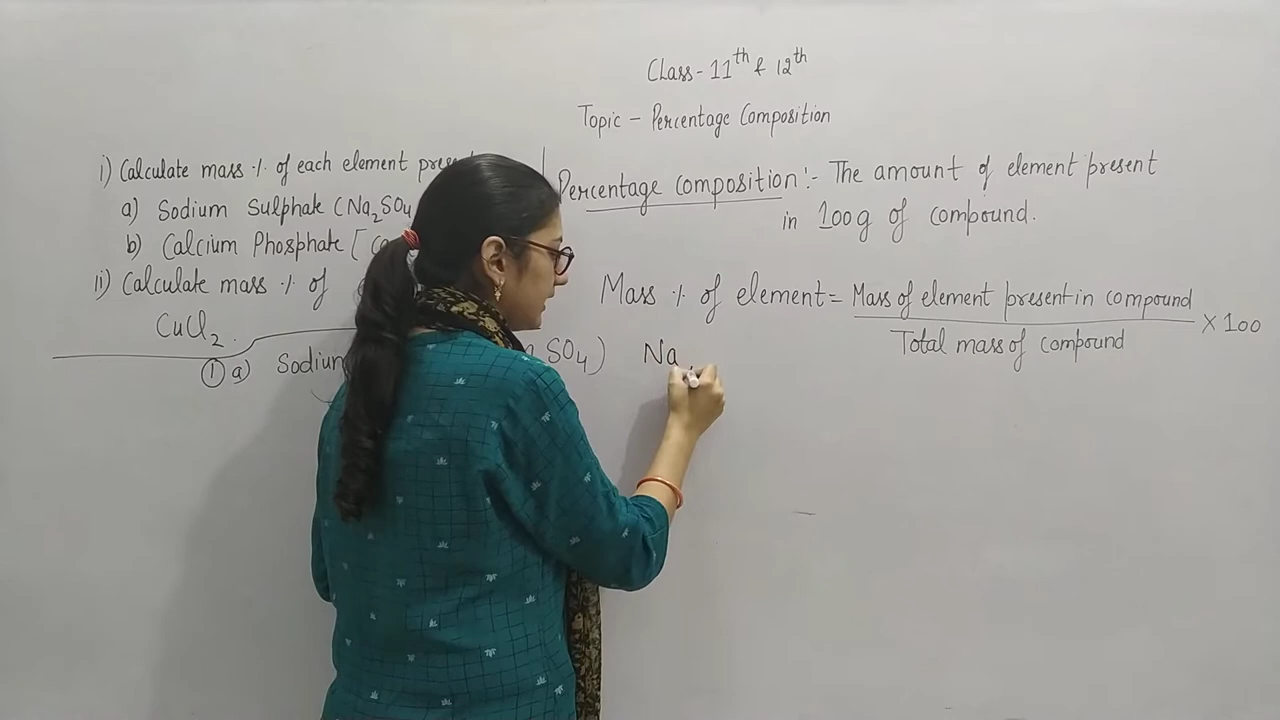 Class - 11th & 12th
Topic - Percentage Composition
i) Calculate mass % of each element
a) Sodium Sulphate (Na2SO4
b) Calcium Phosphate [
ii) Calculate mass % of
CuCl2
Percentage composition :- The amount of element present
in 100g of compound.
Mass % of element = Mass of element present in compound
Total mass of compound
× 100
① a) Sodium SO4) Na